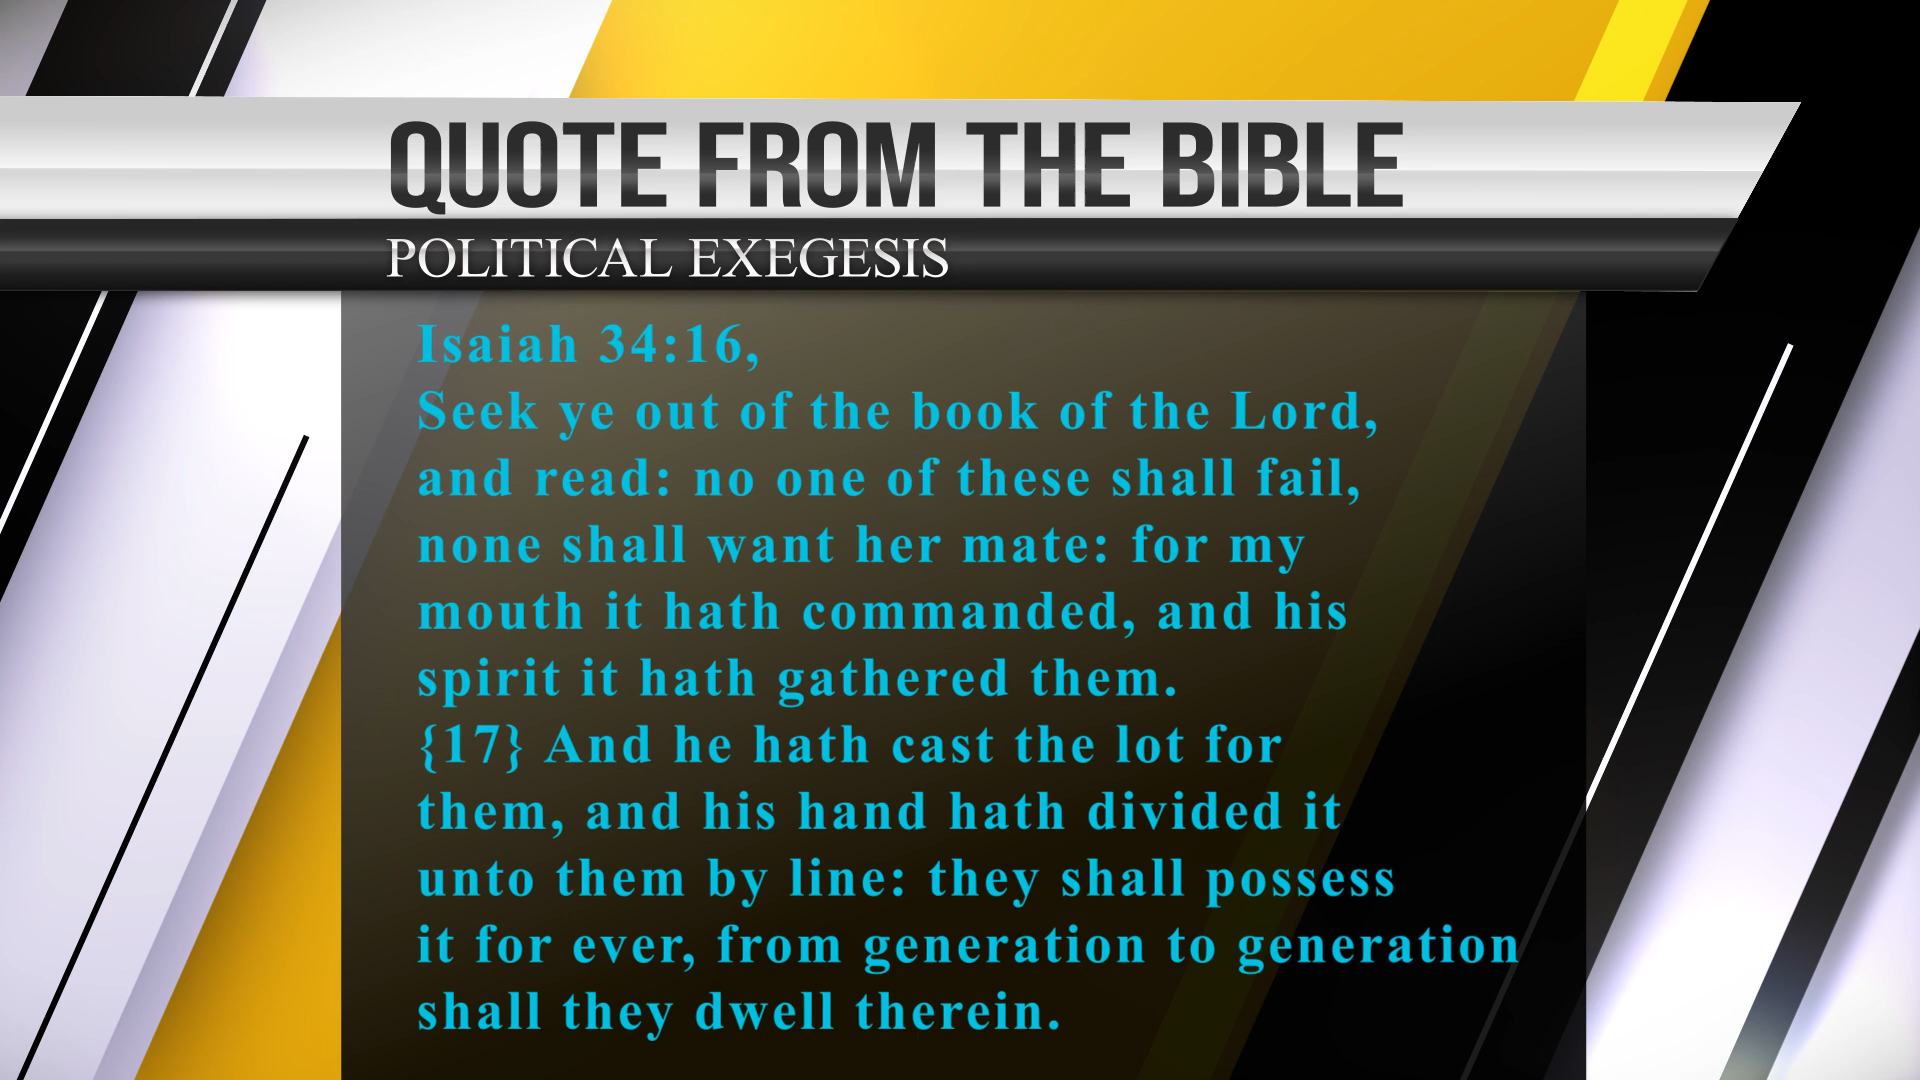 QUOTE FROM THE BIBLE
POLITICAL EXEGESIS
Isaiah 34:16,
Seek ye out of the book of the Lord,
and read: no one of these shall fail,
none shall want her mate: for my
mouth it hath commanded, and his
spirit it hath gathered them.
{17} And he hath cast the lot for
them, and his hand hath divided it
unto them by line: they shall possess
it for ever, from generation to generation
shall they dwell therein.